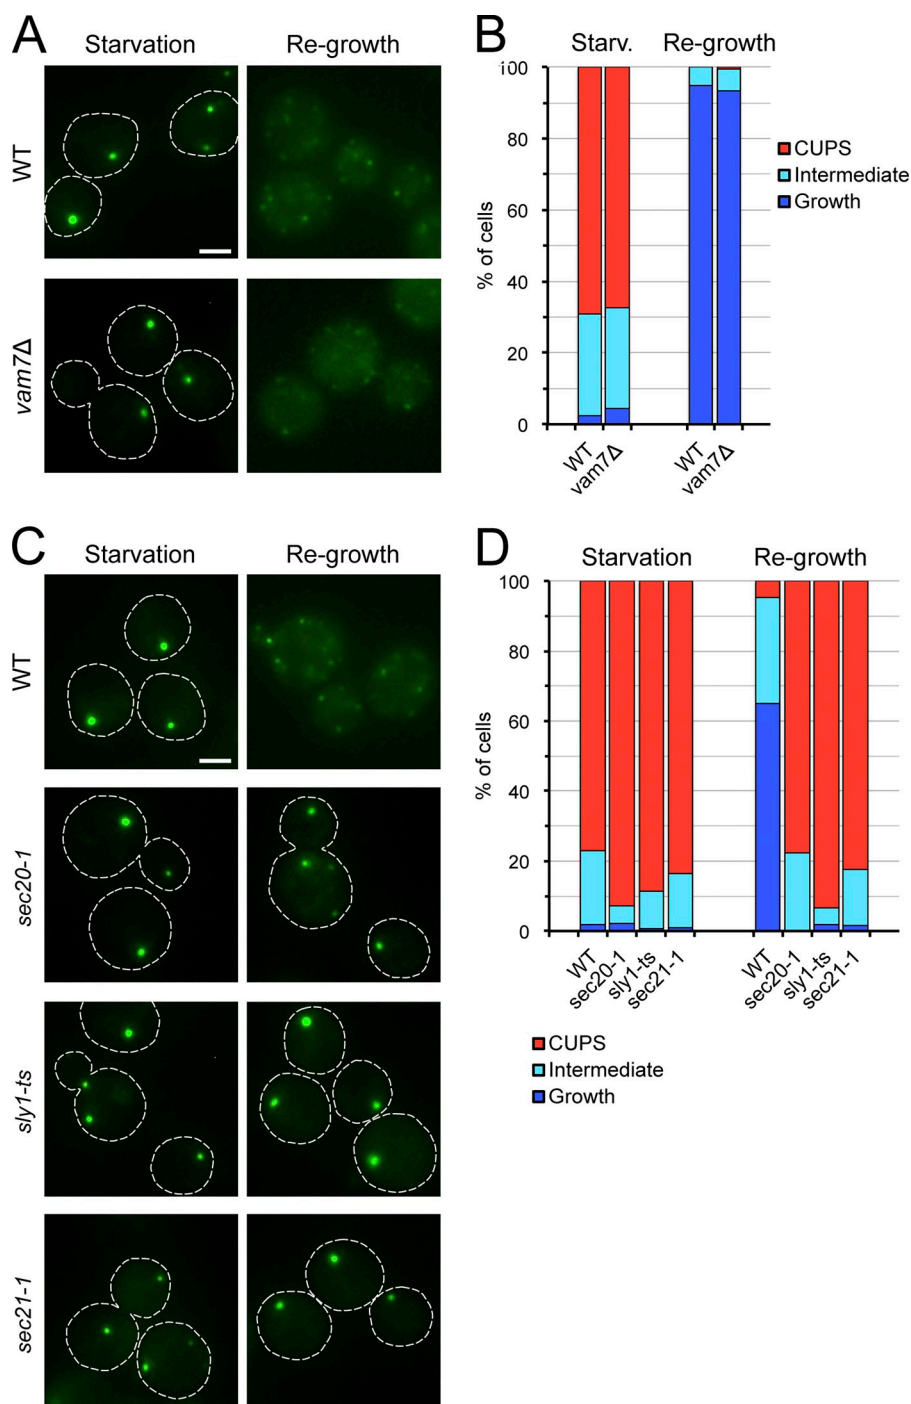 A
Starvation
Re-growth
WT
vam7Δ
B
Starv.
Re-growth
100
80
60
40
20
0
% of cells
WT
vam7Δ
WT
vam7Δ
CUPS
Intermediate
Growth
C
Starvation
Re-growth
WT
sec20-1
sly1-ts
sec21-1
D
Starvation
Re-growth
100
80
60
40
20
0
% of cells
WT
sec20-1
sly1-ts
sec21-1
WT
sec20-1
sly1-ts
sec21-1
CUPS
Intermediate
Growth